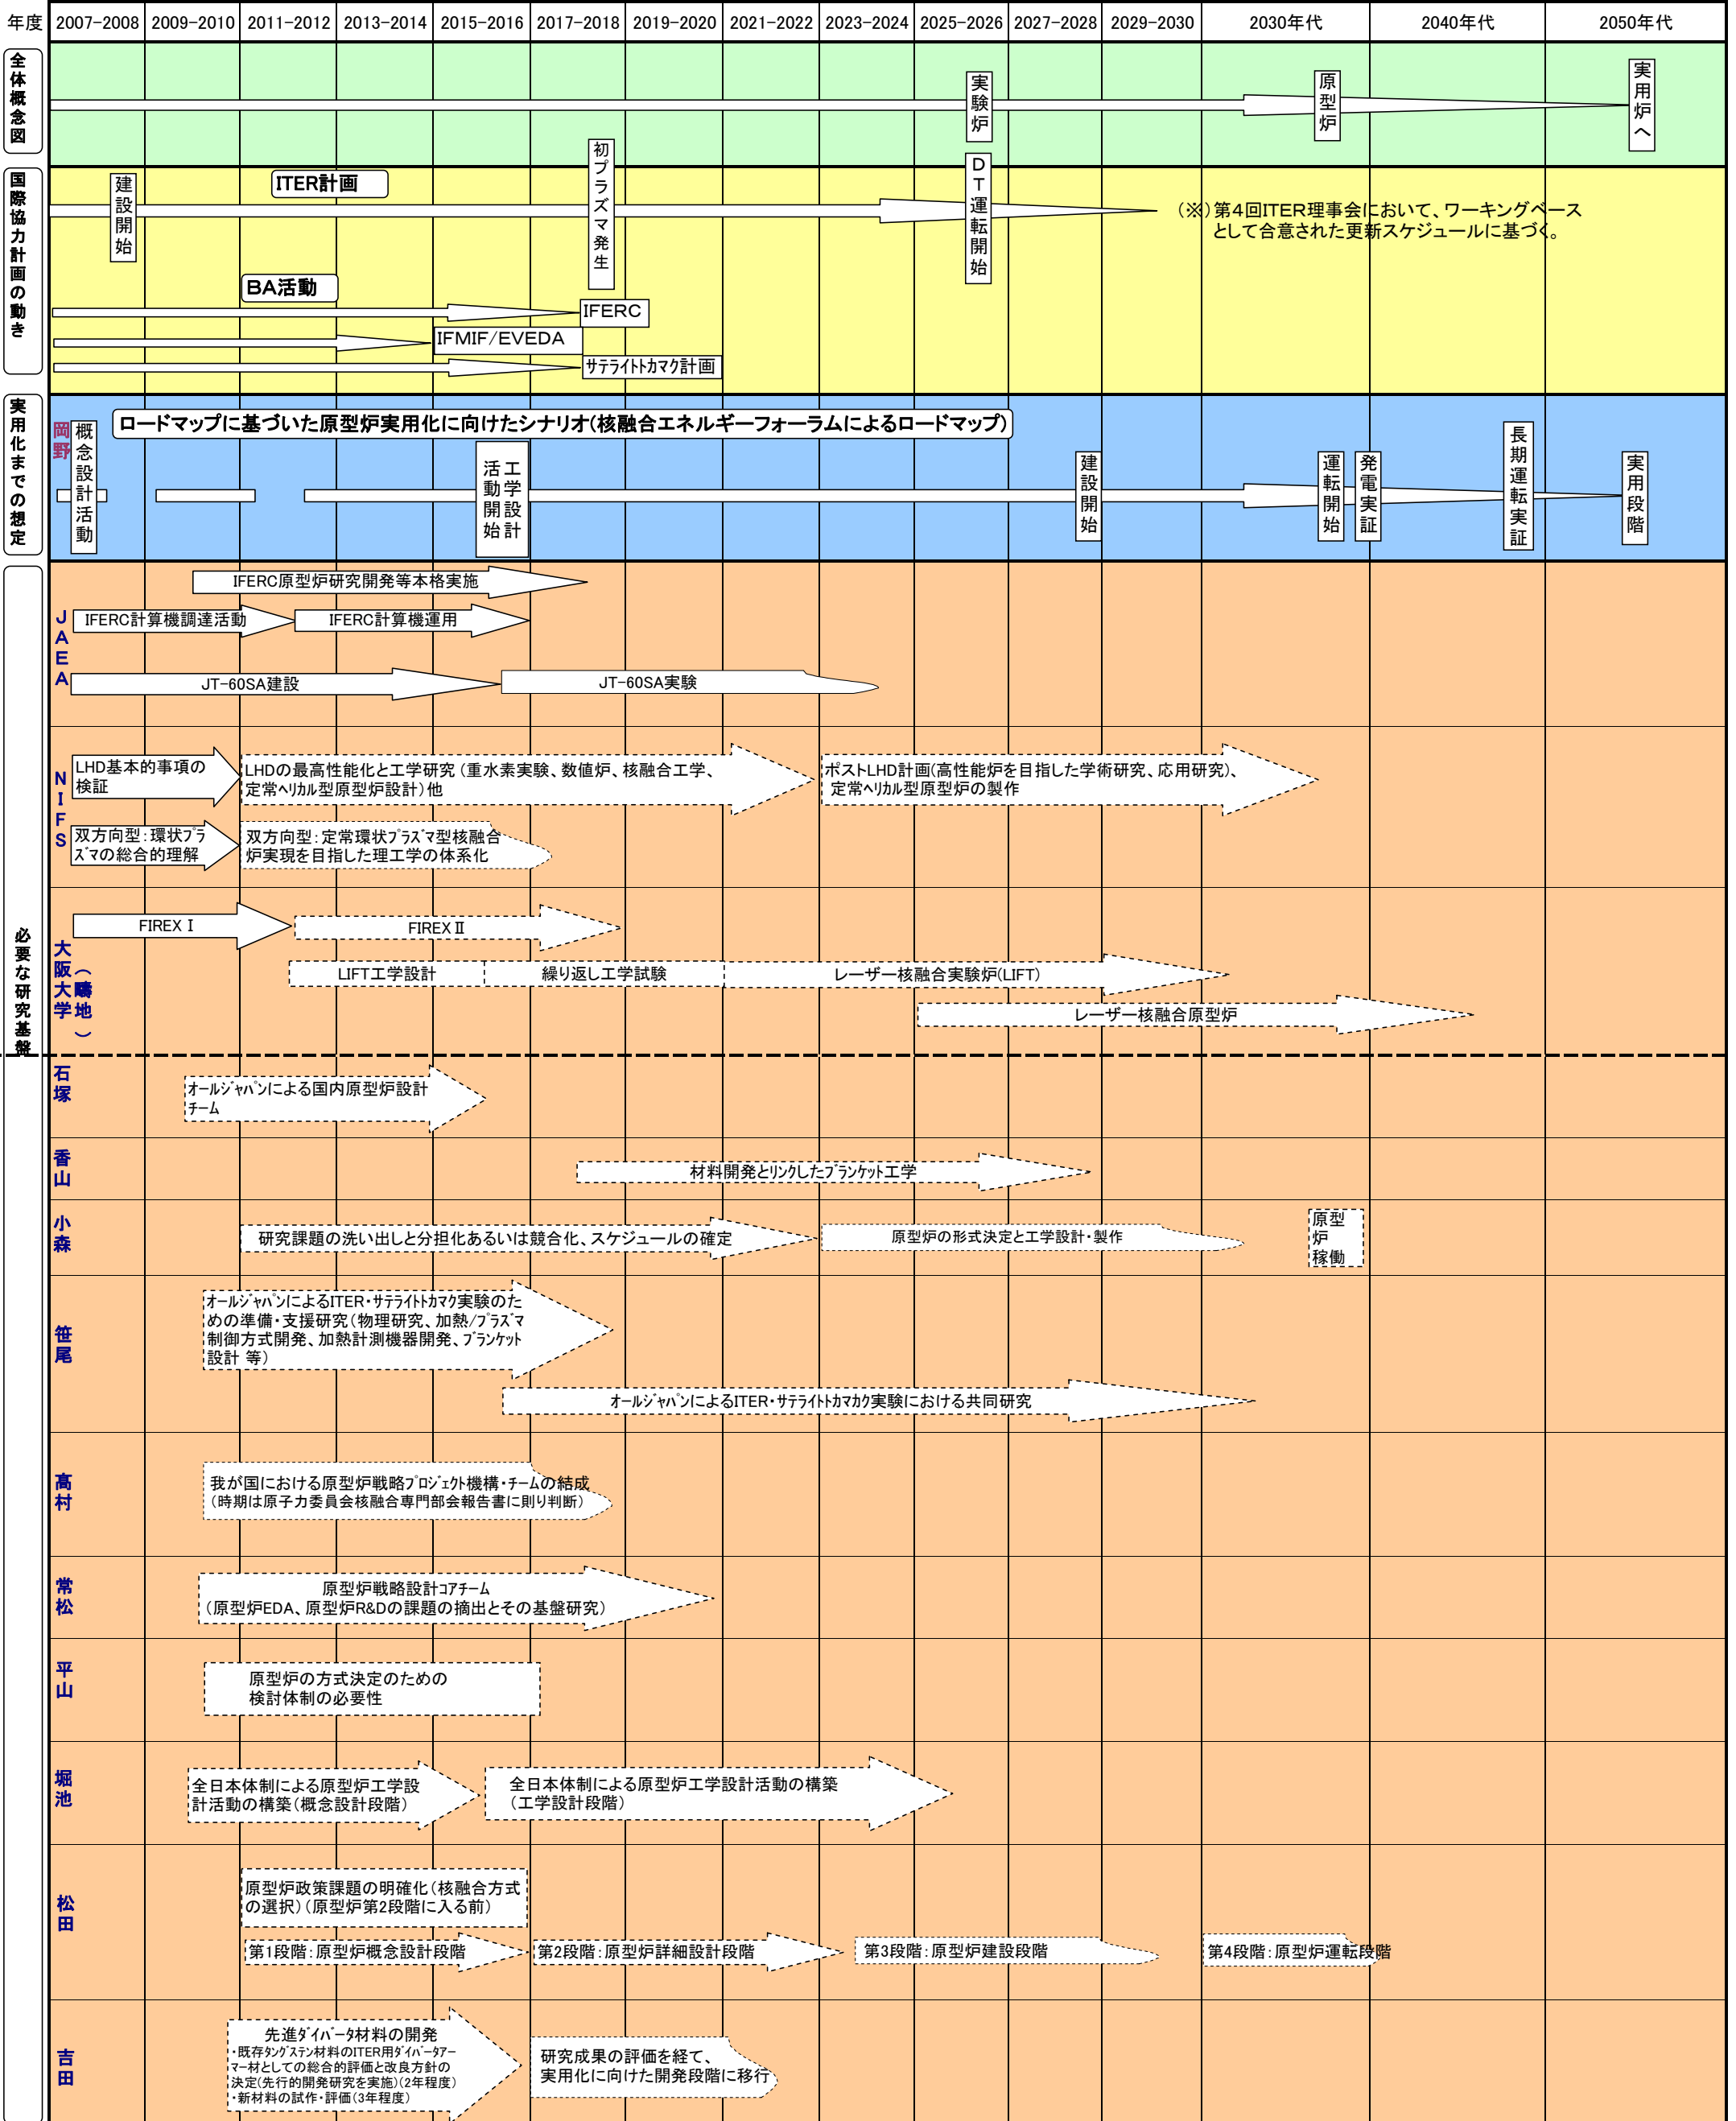 年度 2007-2008 2009-2010 2011-2012 2013-2014 2015-2016 2017-2018 2019-2020 2021-2022 2023-2024 2025-2026 2027-2028 2029-2030 2030年代 2040年代 2050年代
全体概念図
実験炉
原型炉
実用炉へ
国際協力計画の動き
建設開始
ITER計画
初プラズマ発生
DT運転開始
(※)第4回ITER理事会において、ワーキングベース
として合意された更新スケジュールに基づく。
BA活動
IFERC
IFMIF/EVEDA
サテライトトカマク計画
実用化までの想定
岡野
概念設計活動
ロードマップに基づいた原型炉実用化に向けたシナリオ(核融合エネルギーフォーラムによるロードマップ)
工学設計
活動開始
建設開始
運転開始
発電実証
長期運転実証
実用段階
必要な研究基盤
JAEA
IFERC原型炉研究開発等本格実施
IFERC計算機調達活動
IFERC計算機運用
JT-60SA建設
JT-60SA実験
NIFS
LHD基本的事項の
検証
LHDの最高性能化と工学研究(重水素実験、数値炉、核融合工学、
定常ヘリカル型原型炉設計)他
ポストLHD計画(高性能炉を目指した学術研究、応用研究)、
定常ヘリカル型原型炉の製作
双方向型:環状プラ
ズマの総合的理解
双方向型:定常環状プラズマ型核融合
炉実現を目指した理工学の体系化
大阪大学
FIREX Ⅰ
FIREX Ⅱ
LIFT工学設計
繰り返し工学試験
レーザー核融合実験炉(LIFT)
レーザー核融合原型炉
石塚
オールジャパンによる国内原型炉設計
チーム
香山
材料開発とリンクしたブランケット工学
小森
研究課題の洗い出しと分担化あるいは競合化、スケジュールの確定
原型炉の形式決定と工学設計・製作
原型
炉
稼働
笹尾
オールジャパンによるITER・サテライトトカマク実験のた
めの準備・支援研究(物理研究、加熱/プラズマ
制御方式開発、加熱計測機器開発、ブランケット
設計 等)
オールジャパンによるITER・サテライトトカマカク実験における共同研究
高村
我が国における原型炉戦略プロジェクト機構・チームの結成
(時期は原子力委員会核融合専門部会報告書に則り判断)
常松
原型炉戦略設計コアチーム
(原型炉EDA、原型炉R&Dの課題の摘出とその基盤研究)
平山
原型炉の方式決定のための
検討体制の必要性
堀池
全日本体制による原型炉工学設
計活動の構築(概念設計段階)
全日本体制による原型炉工学設計活動の構築
(工学設計段階)
松田
原型炉政策課題の明確化(核融合方式
の選択)(原型炉第2段階に入る前)
第1段階:原型炉概念設計段階
第2段階:原型炉詳細設計段階
第3段階:原型炉建設段階
第4段階:原型炉運転段階
吉田
先進ダイバータ材料の開発
・既存タングステン材料のITER用ダイバータアー
マー材としての総合的評価と改良方針の
決定(先行的開発研究を実施)(2年程度)
・新材料の試作・評価(3年程度)
研究成果の評価を経て、
実用化に向けた開発段階に移行